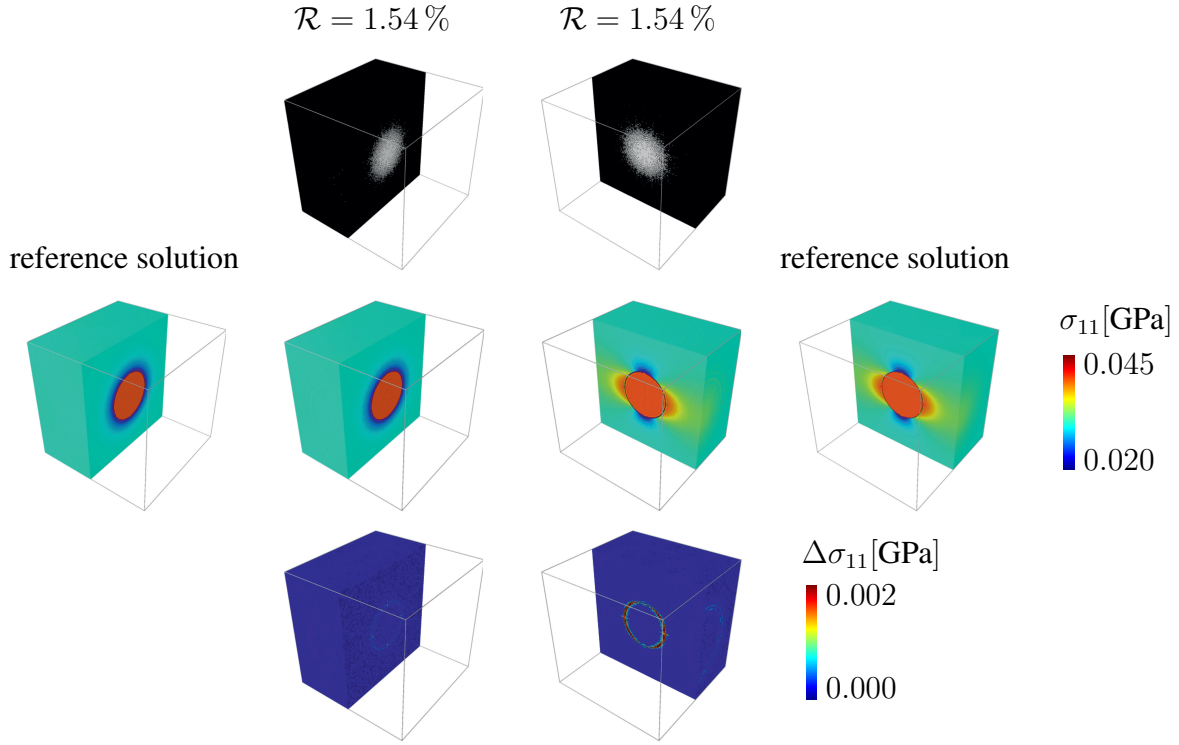 R = 1.54 %
R = 1.54 %
reference solution
reference solution
σ₁₁[GPa]
0.045
0.020
Δσ₁₁[GPa]
0.002
0.000